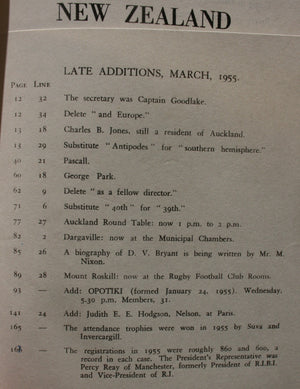 NEW ZEALAND
LATE ADDITIONS, MARCH, 1955.
PAGE LINE
12 32 The secretary was Captain Goodlake.
12 34 Delete "and Europe."
13 18 Charles B. Jones, still a resident of Auckland.
13 29 Substitute "Antipodes" for "southern hemisphere."
40 21 Pascall.
60 18 George Park.
62 9 Delete "as a fellow director."
71 6 Substitute "40th" for "39th."
77 27 Auckland Round Table: now 1 p.m. to 2 p.m.
82 2 Dargaville: now at the Municipal Chambers.
85 26 A biography of D. V. Bryant is being written by Mr. M.
Nixon.
89 28 Mount Roskill: now at the Rugby Football Club Rooms.
93 — Add: OPOTIKI (formed January 24, 1955). Wednesday,
5.30 p.m. Members, 31.
141 24 Add: Judith E. E. Hodgson, Nelson, at Paris.
165 — The attendance trophies were won in 1955 by Suva and
Invercargill.
— The registrations in 1955 were roughly 860 and 600, a
record in each case. The President's Representative was
Percy Reay of Manchester, formerly President of R.I.B.I.
and Vice-President of R.I.